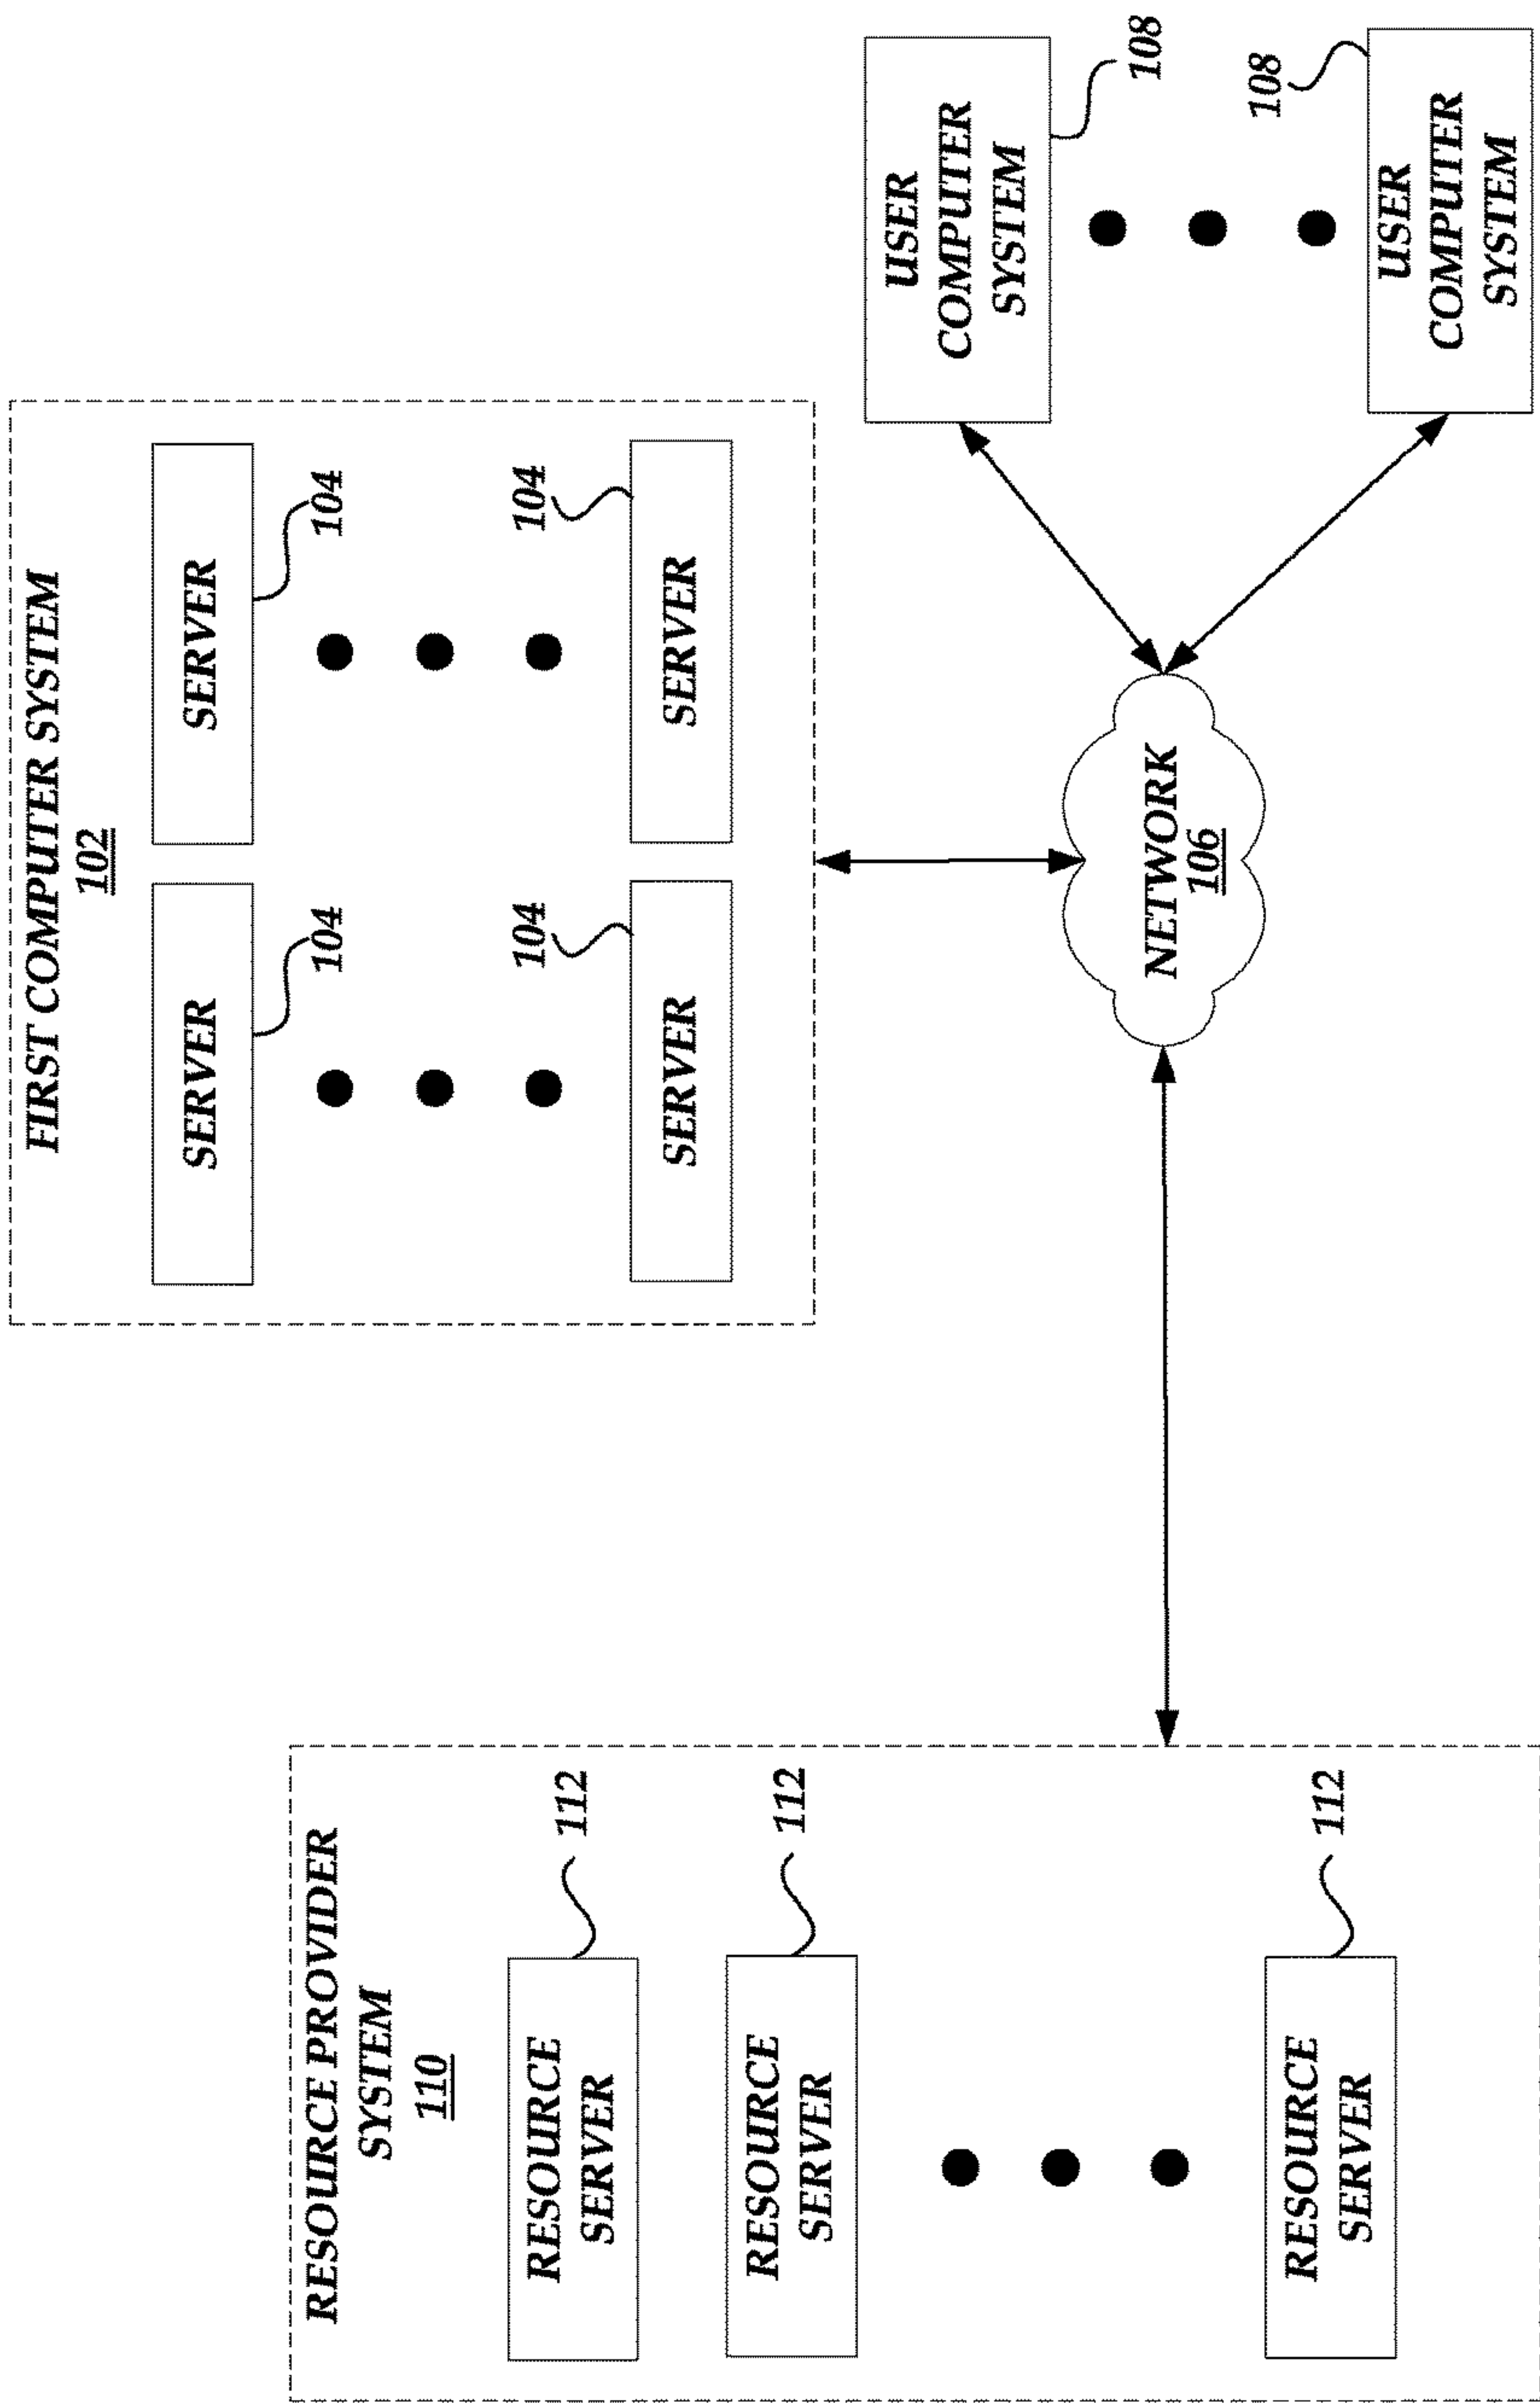 FIRST COMPUTER SYSTEM
102
SERVER
104
SERVER
104
104
SERVER
104
SERVER
RESOURCE PROVIDER
SYSTEM
110
RESOURCE
SERVER
112
RESOURCE
SERVER
112
RESOURCE
SERVER
112
NETWORK
106
USER
COMPUTER
SYSTEM
108
108
USER
COMPUTER
SYSTEM